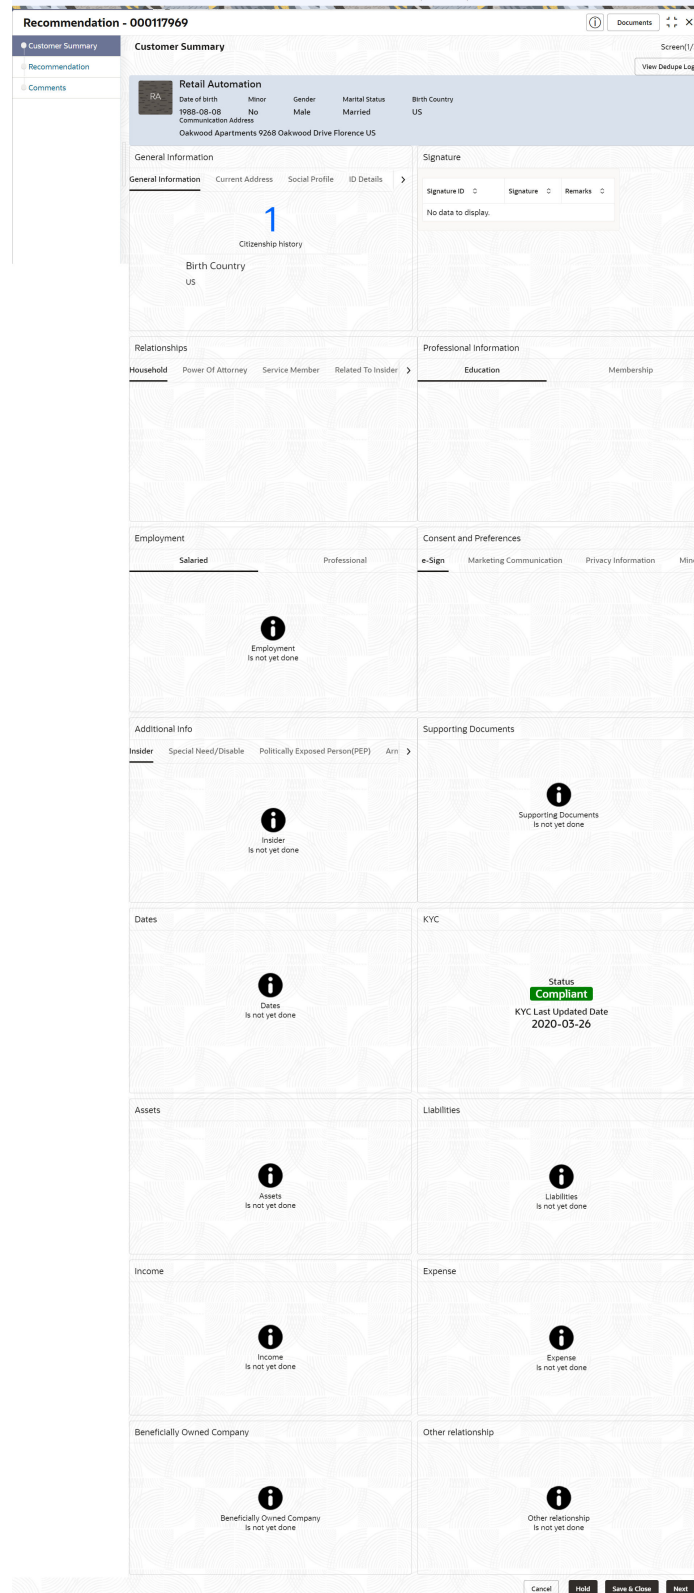 Recommendation - 000117969
Documents
Customer Summary
Recommendation
Comments
Customer Summary
Screen(1/
View Dedupe Log
RA
Retail Automation
Date of birth Minor Gender Marital Status Birth Country
1988-08-08 No Male Married US
Communication Address
Oakwood Apartments 9268 Oakwood Drive Florence US
General Information
General Information Current Address Social Profile ID Details
1
Citizenship history
Birth Country
US
Signature
Signature ID Signature Remarks
No data to display.
Relationships
Household Power Of Attorney Service Member Related To Insider
Professional Information
Education Membership
Employment
Salaried Professional
Employment
Is not yet done
Consent and Preferences
e-Sign Marketing Communication Privacy Information Mino
Additional Info
Insider Special Need/Disable Politically Exposed Person(PEP) Arm
Insider
Is not yet done
Supporting Documents
Supporting Documents
Is not yet done
Dates
Dates
Is not yet done
KYC
Status
Compliant
KYC Last Updated Date
2020-03-26
Assets
Assets
Is not yet done
Liabilities
Liabilities
Is not yet done
Income
Income
Is not yet done
Expense
Expense
Is not yet done
Beneficially Owned Company
Beneficially Owned Company
Is not yet done
Other relationship
Other relationship
Is not yet done
Cancel Hold Save & Close Next